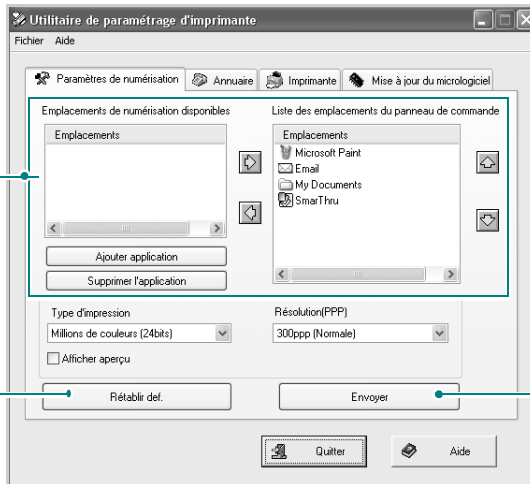 Utilitaire de paramétrage d'imprimante
Fichier Aide
Paramètres de numérisation Annuaire Imprimante Mise à jour du micrologiciel
Emplacements de numérisation disponibles Liste des emplacements du panneau de commande
Emplacements Emplacements
Microsoft Paint
Email
My Documents
SmarThru
Ajouter application
Supprimer l'application
Type d'impression Résolution(PPP)
Millions de couleurs (24bits) 300ppp (Normale)
Afficher aperçu
Rétablir def. Envoyer
Quitter Aide